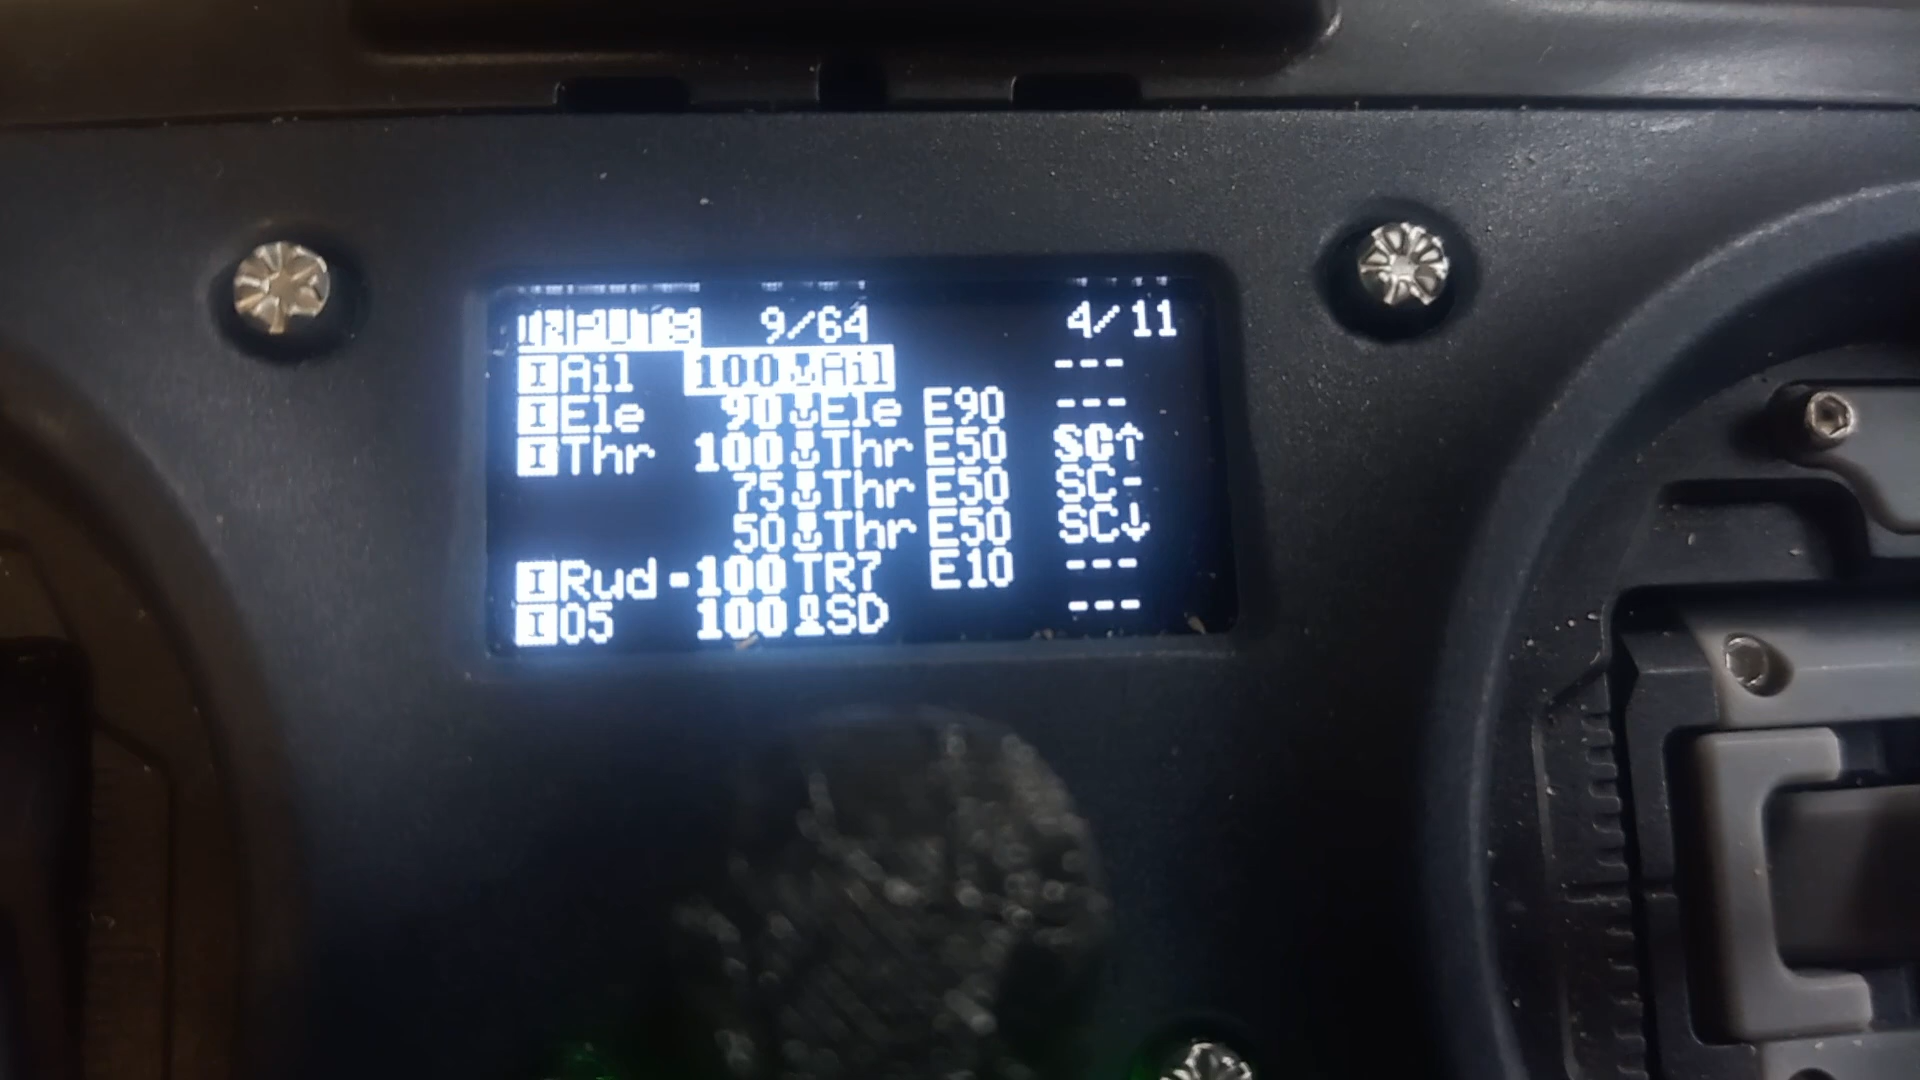 INPUTS 9/64 4/11
I Ail 100 Ail ---
I Ele 90 Ele E90 ---
I Thr 100 Thr E50 SC↑
75 Thr E50 SC-
50 Thr E50 SC↓
I Rud -100 TR7 E10 ---
I 05 100 SD ---